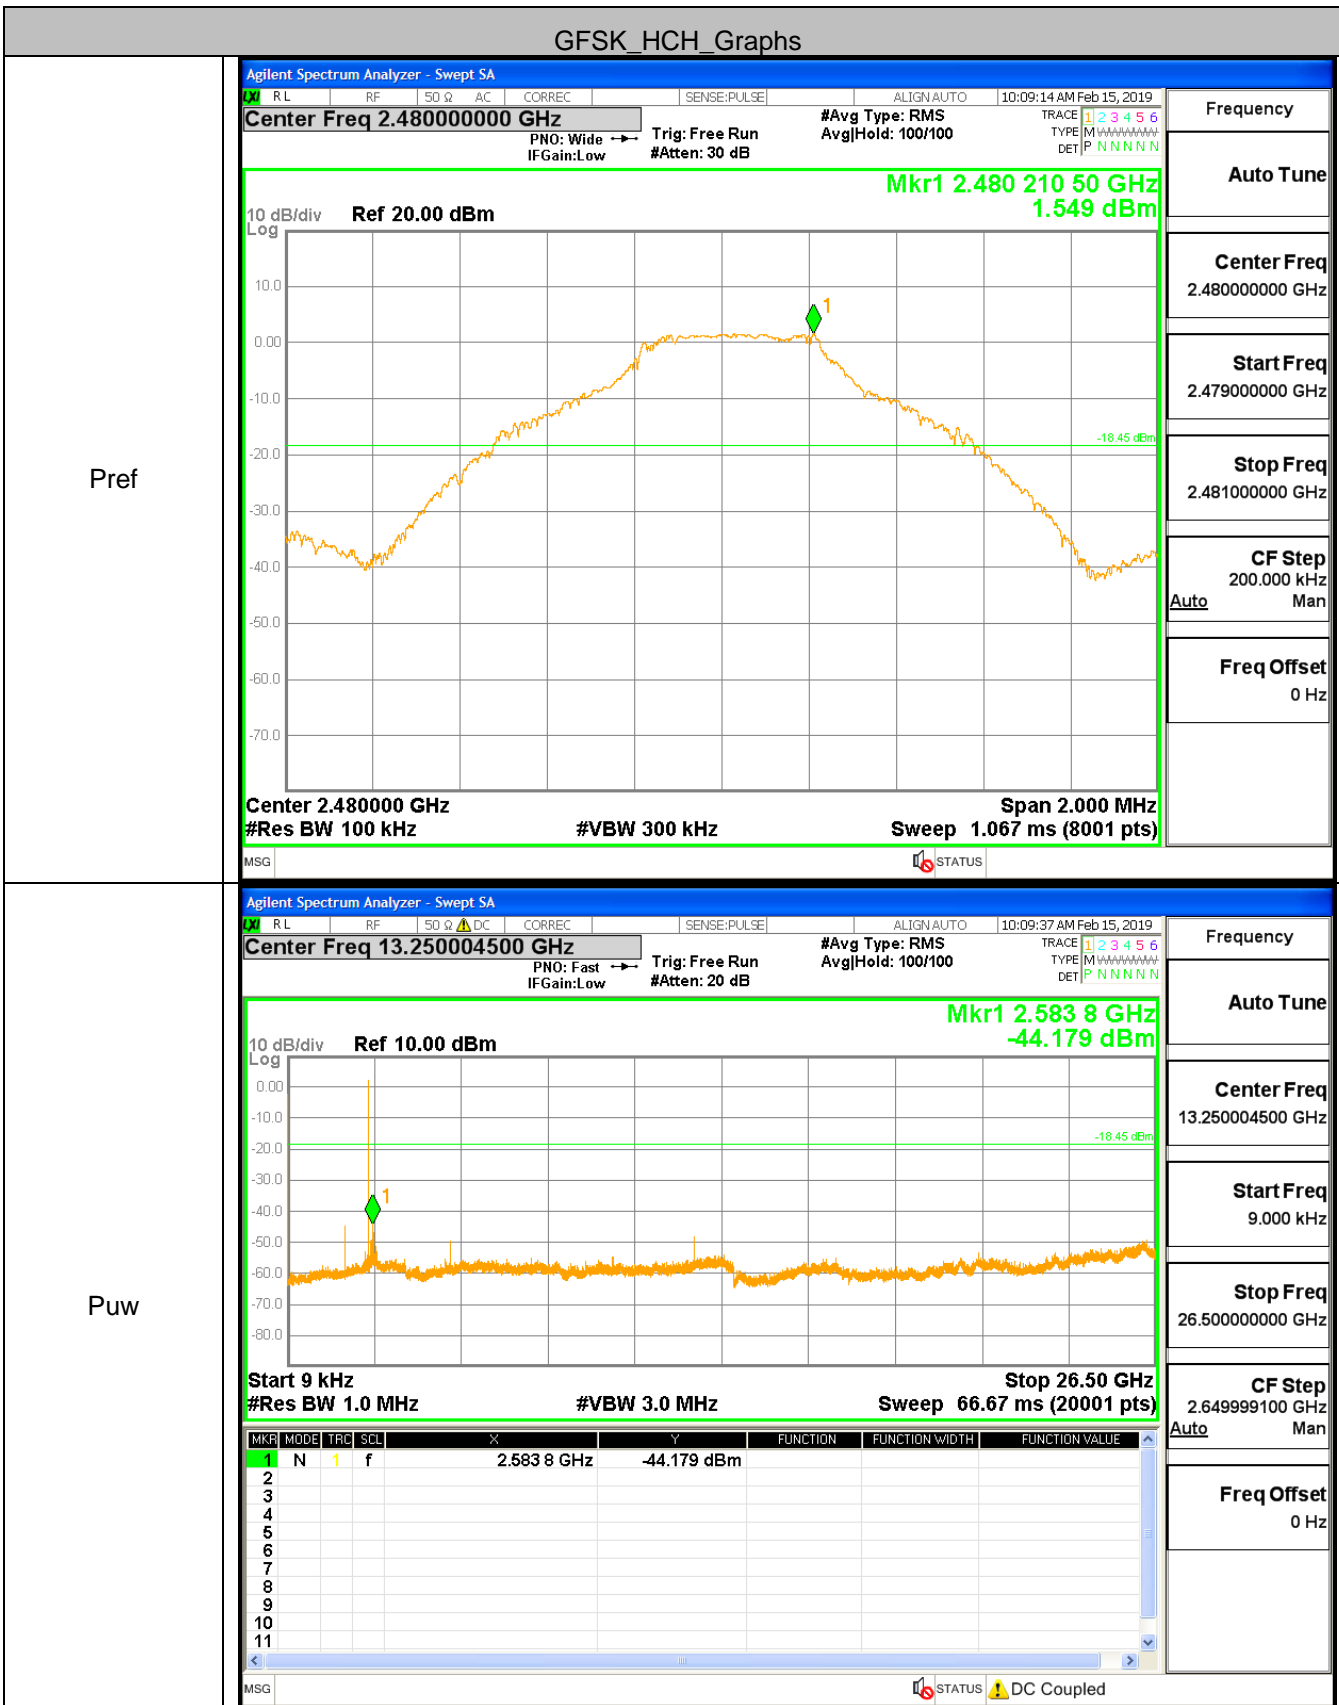 GFSK_HCH_Graphs
Pref
Agilent Spectrum Analyzer - Swept SA
LXI RL RF 50 Ω AC CORREC SENSE:PULSE ALIGN AUTO 10:09:14 AM Feb 15, 2019
Center Freq 2.480000000 GHz #Avg Type: RMS TRACE 1 2 3 4 5 6
PNO: Wide Trig: Free Run Avg|Hold: 100/100 TYPE M
IFGain:Low #Atten: 30 dB DET P N N N N N
Mkr1 2.480 210 50 GHz
1.549 dBm
10 dB/div Ref 20.00 dBm
Log
10.0
1
0.00
-10.0
-18.45 dBm
-20.0
-30.0
-40.0
-50.0
-60.0
-70.0
Center 2.480000 GHz Span 2.000 MHz
#Res BW 100 kHz #VBW 300 kHz Sweep 1.067 ms (8001 pts)
MSG STATUS
Frequency
Auto Tune
Center Freq
2.480000000 GHz
Start Freq
2.479000000 GHz
Stop Freq
2.481000000 GHz
CF Step
200.000 kHz
Auto Man
Freq Offset
0 Hz
Puw
Agilent Spectrum Analyzer - Swept SA
LXI RL RF 50 Ω DC CORREC SENSE:PULSE ALIGN AUTO 10:09:37 AM Feb 15, 2019
Center Freq 13.250004500 GHz #Avg Type: RMS TRACE 1 2 3 4 5 6
PNO: Fast Trig: Free Run Avg|Hold: 100/100 TYPE M
IFGain:Low #Atten: 20 dB DET P N N N N N
Mkr1 2.583 8 GHz
-44.179 dBm
10 dB/div Ref 10.00 dBm
Log
0.00
-10.0
-18.45 dBm
-20.0
-30.0
1
-40.0
-50.0
-60.0
-70.0
-80.0
Start 9 kHz Stop 26.50 GHz
#Res BW 1.0 MHz #VBW 3.0 MHz Sweep 66.67 ms (20001 pts)
MKR MODE TRC SCL X Y FUNCTION FUNCTION WIDTH FUNCTION VALUE
1 N 1 f 2.583 8 GHz -44.179 dBm
2
3
4
5
6
7
8
9
10
11
MSG STATUS DC Coupled
Frequency
Auto Tune
Center Freq
13.250004500 GHz
Start Freq
9.000 kHz
Stop Freq
26.500000000 GHz
CF Step
2.649999100 GHz
Auto Man
Freq Offset
0 Hz